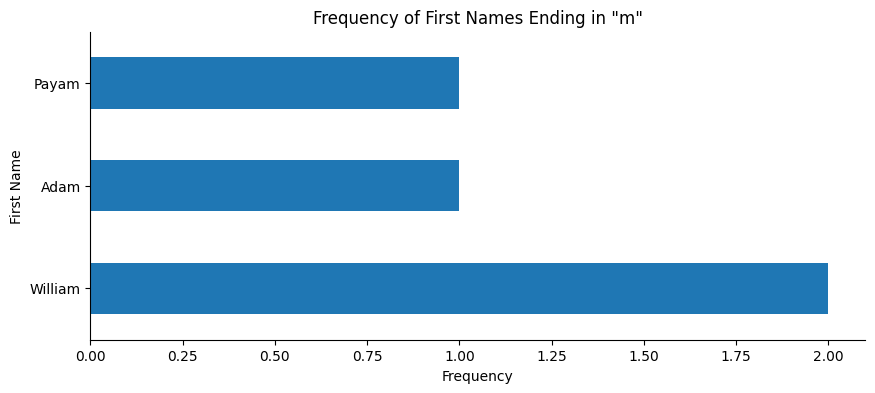 Frequency of First Names Ending in "m"
First Name
Payam
Adam
William
0.00 0.25 0.50 0.75 1.00 1.25 1.50 1.75 2.00
Frequency